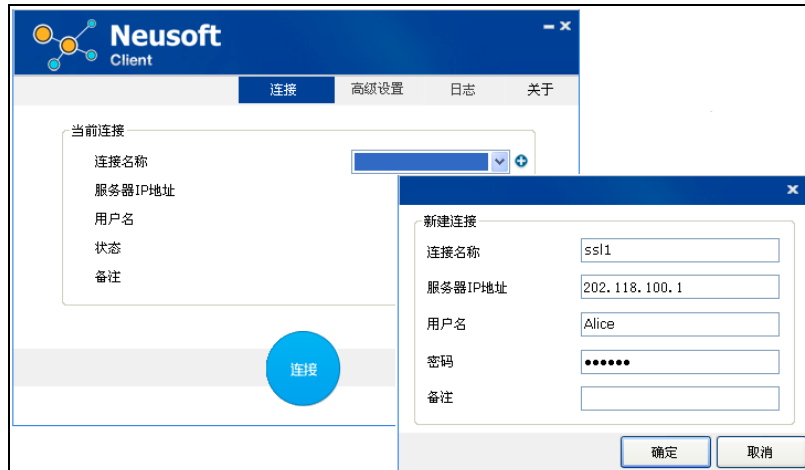 Neusoft
Client
连接 高级设置 日志 关于
当前连接
连接名称
服务器IP地址
用户名
状态
备注
连接
新建连接
连接名称 ssl1
服务器IP地址 202.118.100.1
用户名 Alice
密码 ●●●●●●
备注
确定 取消